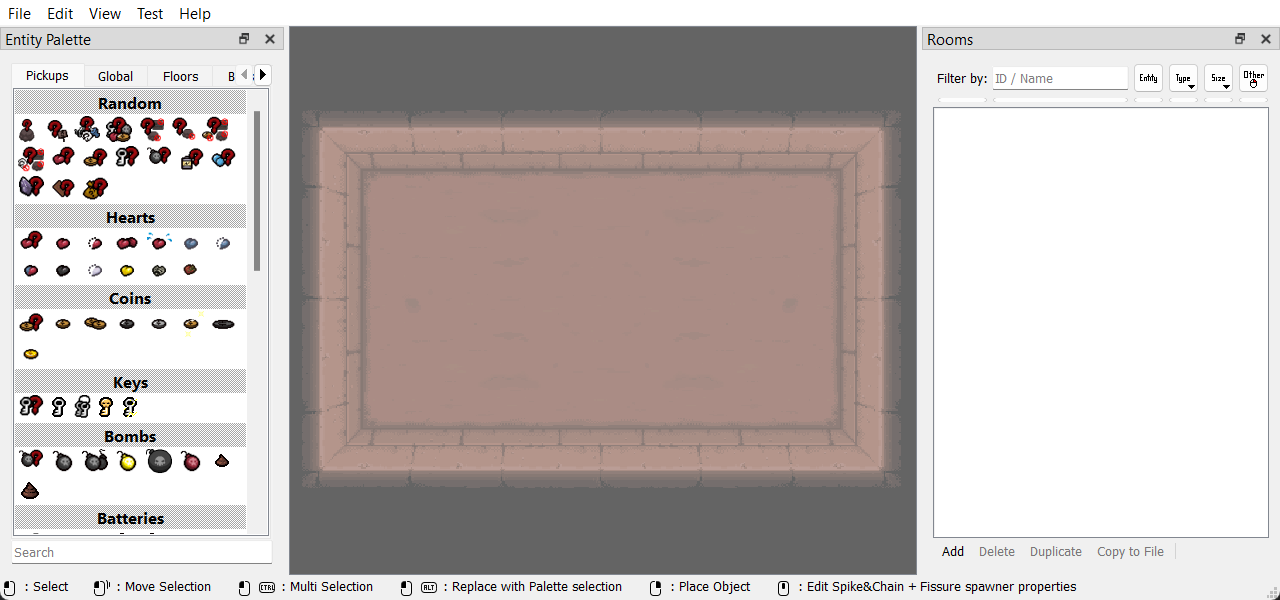 File Edit View Test Help
Entity Palette
Rooms
Pickups Global Floors B
Filter by: ID / Name Entity Type Size Other
Random
Hearts
Coins
Keys
Bombs
Batteries
Search
Add Delete Duplicate Copy to File
: Select : Move Selection CTRL : Multi Selection ALT : Replace with Palette selection : Place Object : Edit Spike&Chain + Fissure spawner properties